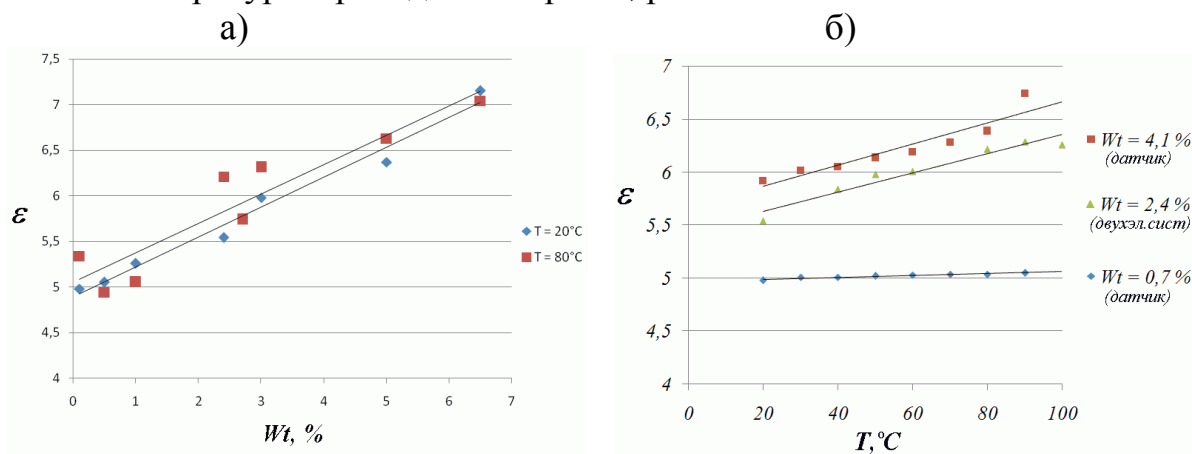 а)
б)
7,5
7
6,5
6
5,5
5
4,5
4
ε
0 1 2 3 4 5 6 7
Wt, %
T = 20°C
T = 80°C
7
6,5
6
5,5
5
4,5
4
ε
0 20 40 60 80 100
T,°C
Wt = 4,1 %
(датчик)
Wt = 2,4 %
(двухэл.сист)
Wt = 0,7 %
(датчик)